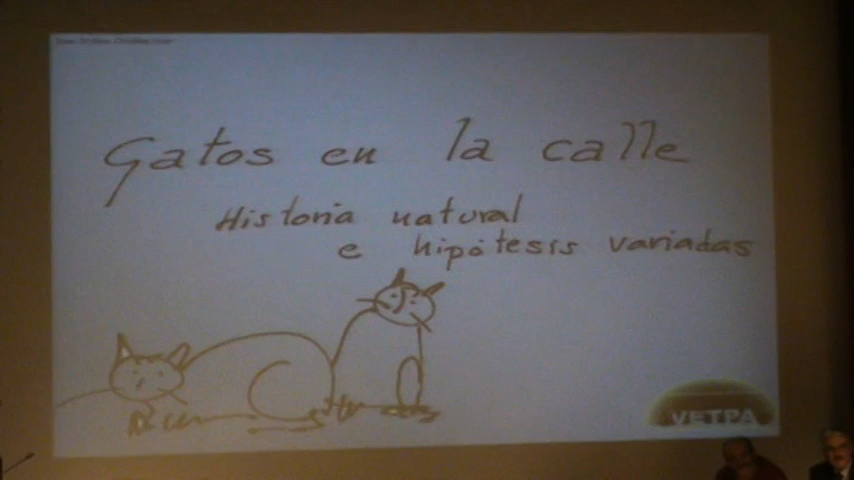 Gatos en la calle
Historia natural
e hipótesis variadas
VETPA